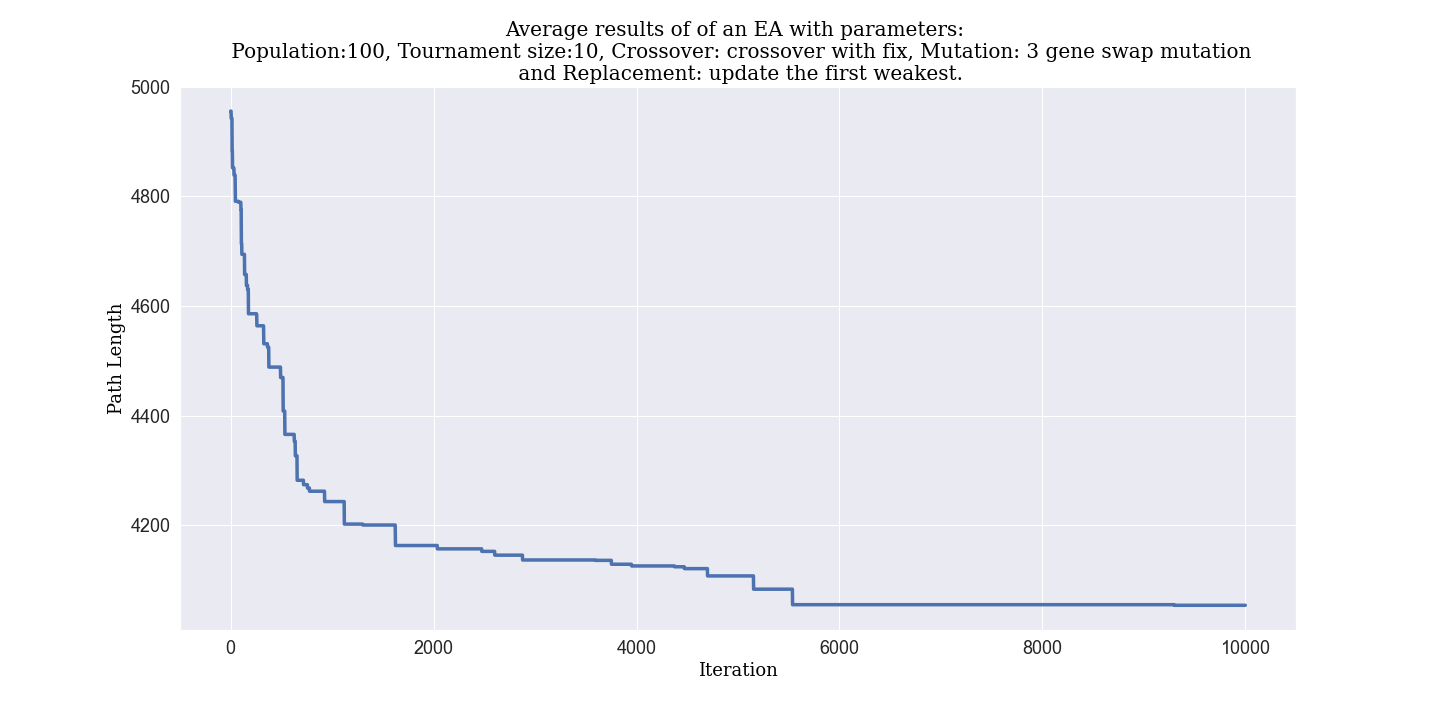 Average results of of an EA with parameters:
Population:100, Tournament size:10, Crossover: crossover with fix, Mutation: 3 gene swap mutation
and Replacement: update the first weakest.
5000
4800
4600
4400
4200
Path Length
0 2000 4000 6000 8000 10000
Iteration